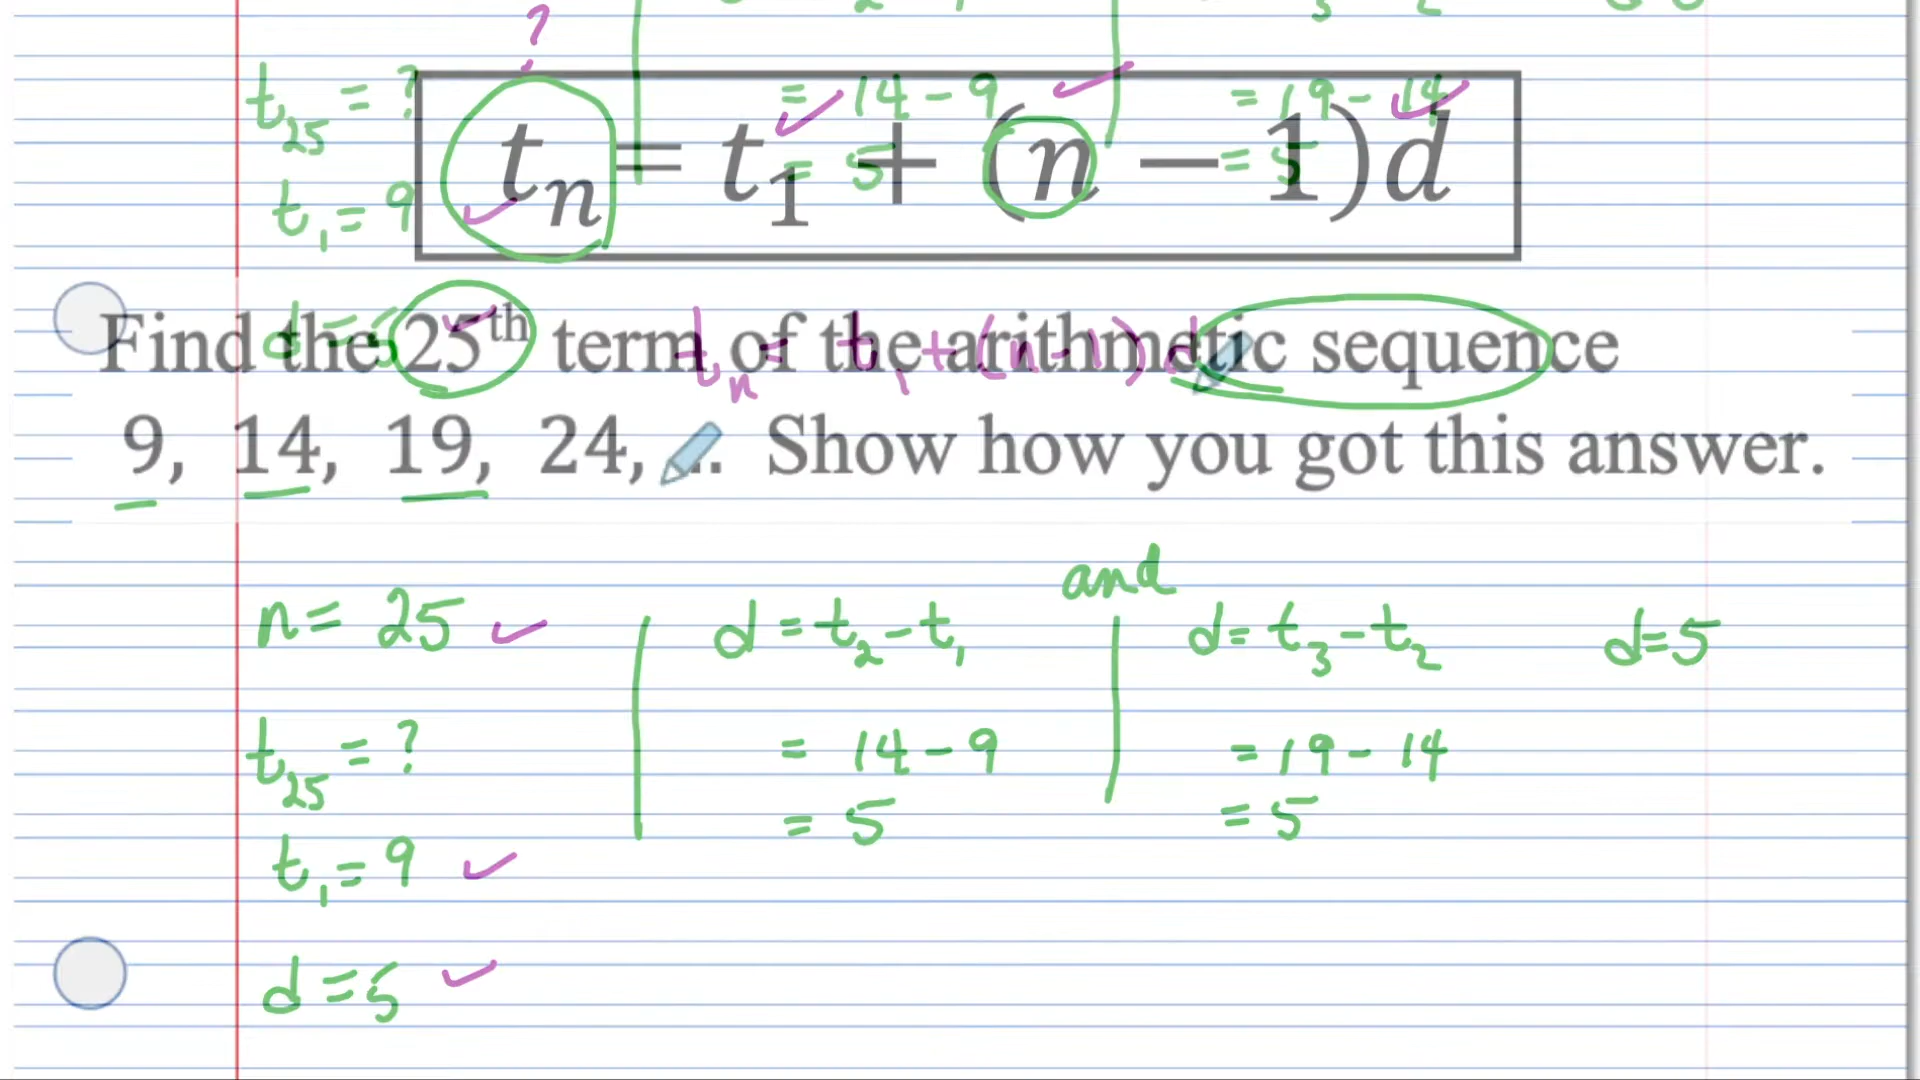 ?
t₂₅ = ?
= 14 - 9
= 19 - 14
tₙ = t₁ + (n − 1)d
= 5
= 5
t₁ = 9
d = 5
Find the 25th term of the arithmetic sequence
tₙ = t₁ + (n-1)d
9, 14, 19, 24, ... Show how you got this answer.
and
n = 25 ✓
d = t₂ - t₁
d = t₃ - t₂
d = 5
t₂₅ = ?
= 14 - 9
= 19 - 14
= 5
= 5
t₁ = 9 ✓
d = 5 ✓